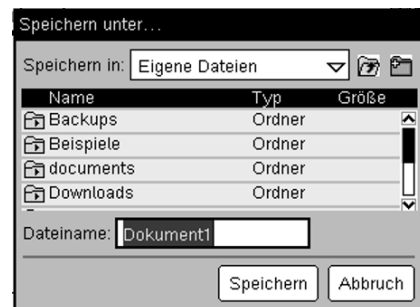 Speichern unter...
Speichern in: Eigene Dateien
Name Typ Größe
Backups Ordner
Beispiele Ordner
documents Ordner
Downloads Ordner
Dateiname: Dokument1
Speichern Abbruch